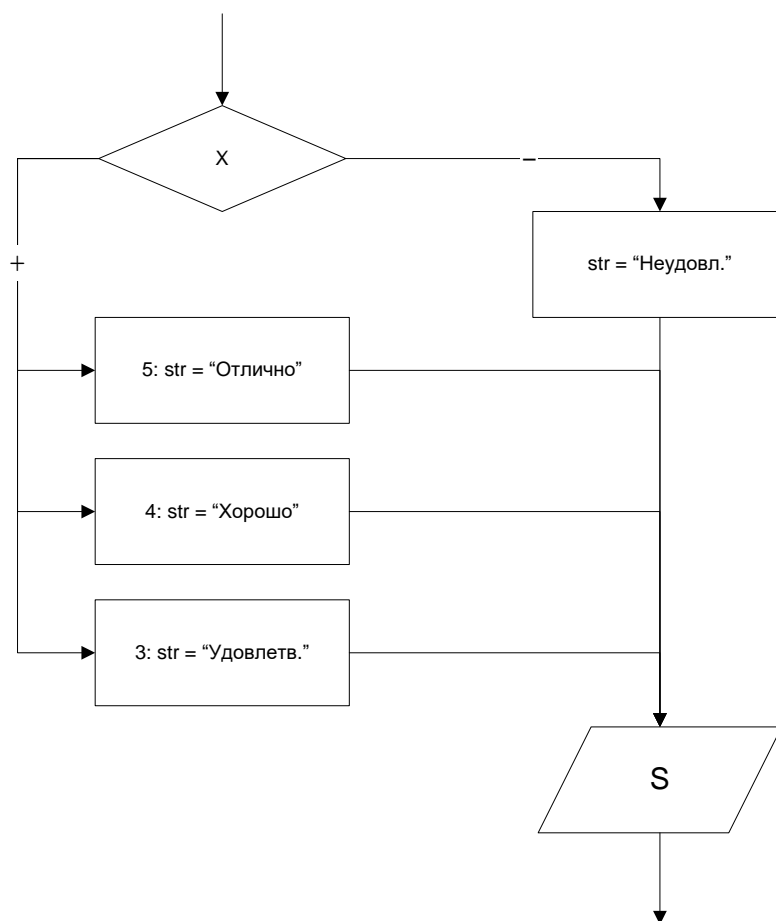 X
–
+
str = “Неудовл.”
5: str = “Отлично”
4: str = “Хорошо”
3: str = “Удовлетв.”
S